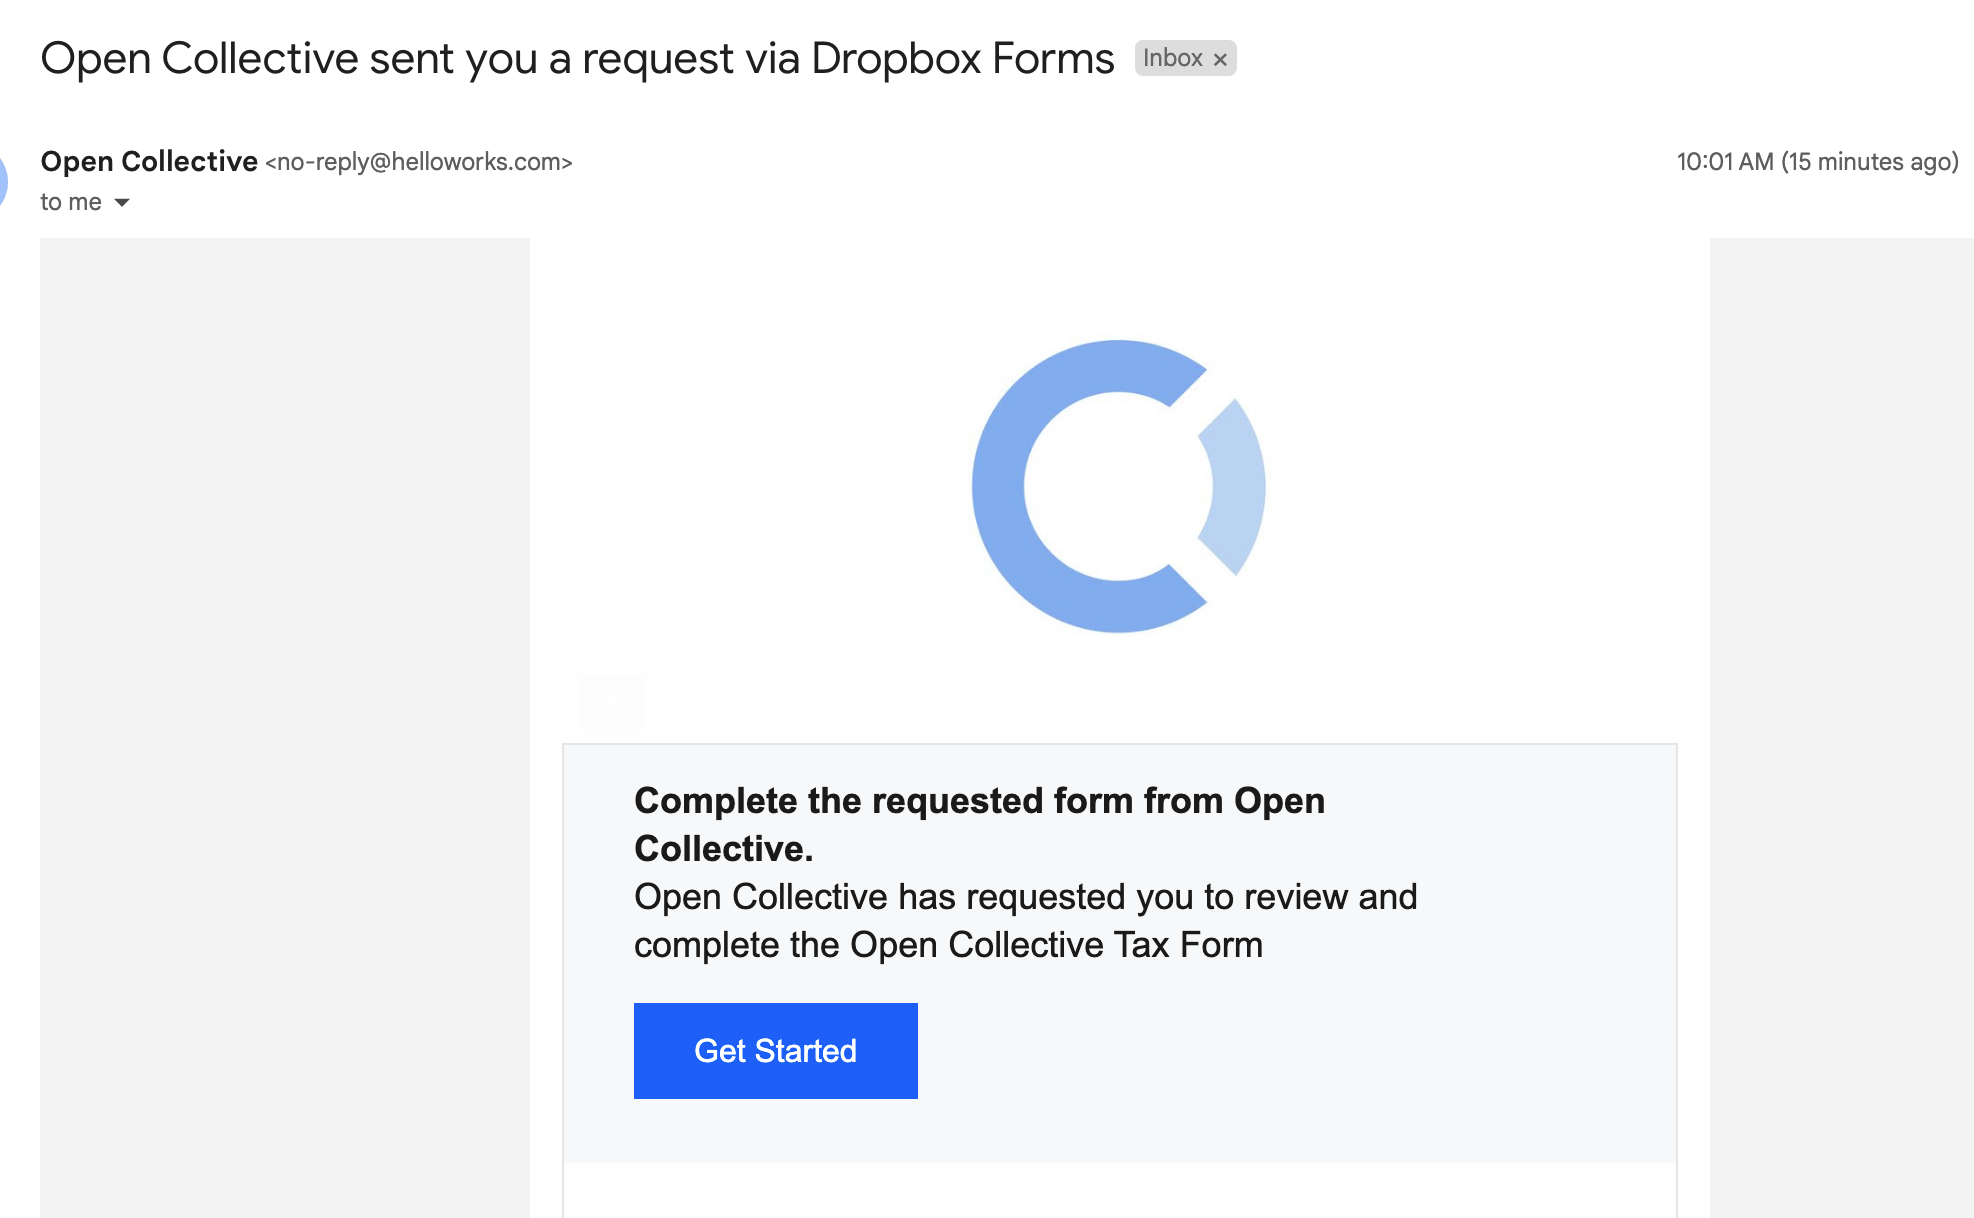 Open Collective sent you a request via Dropbox Forms Inbox ×
Open Collective <no-reply@helloworks.com> 10:01 AM (15 minutes ago)
to me
Complete the requested form from Open
Collective.
Open Collective has requested you to review and
complete the Open Collective Tax Form
Get Started